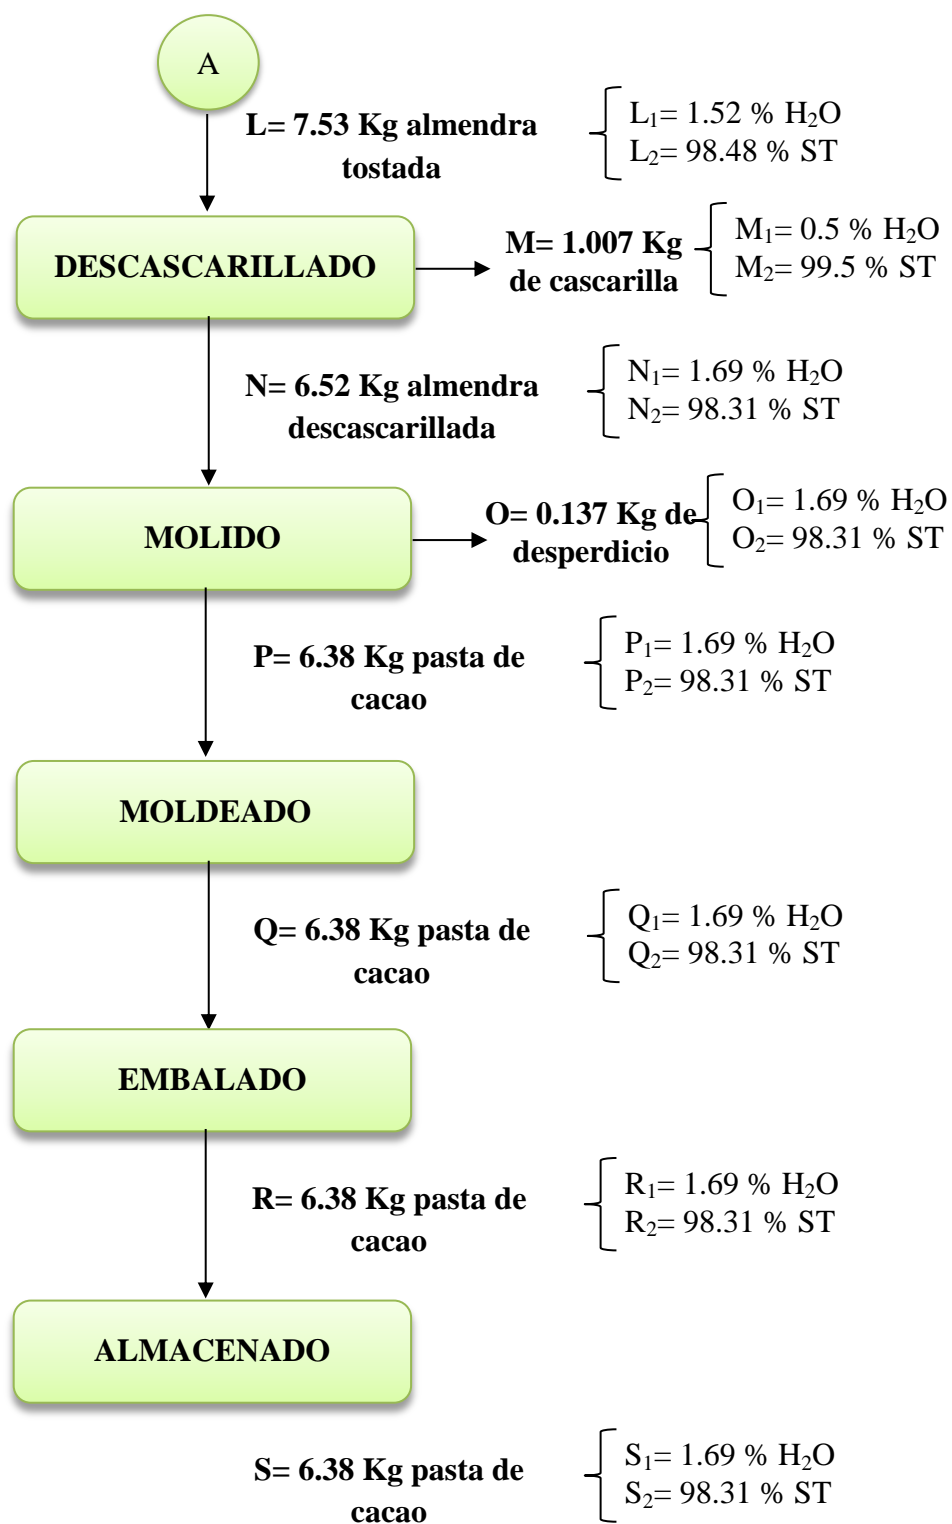 A
L= 7.53 Kg almendra
tostada
L₁= 1.52 % H₂O
L₂= 98.48 % ST
DESCASCARILLADO
M= 1.007 Kg
de cascarilla
M₁= 0.5 % H₂O
M₂= 99.5 % ST
N= 6.52 Kg almendra
descascarillada
N₁= 1.69 % H₂O
N₂= 98.31 % ST
MOLIDO
O= 0.137 Kg de
desperdicio
O₁= 1.69 % H₂O
O₂= 98.31 % ST
P= 6.38 Kg pasta de
cacao
P₁= 1.69 % H₂O
P₂= 98.31 % ST
MOLDEADO
Q= 6.38 Kg pasta de
cacao
Q₁= 1.69 % H₂O
Q₂= 98.31 % ST
EMBALADO
R= 6.38 Kg pasta de
cacao
R₁= 1.69 % H₂O
R₂= 98.31 % ST
ALMACENADO
S= 6.38 Kg pasta de
cacao
S₁= 1.69 % H₂O
S₂= 98.31 % ST